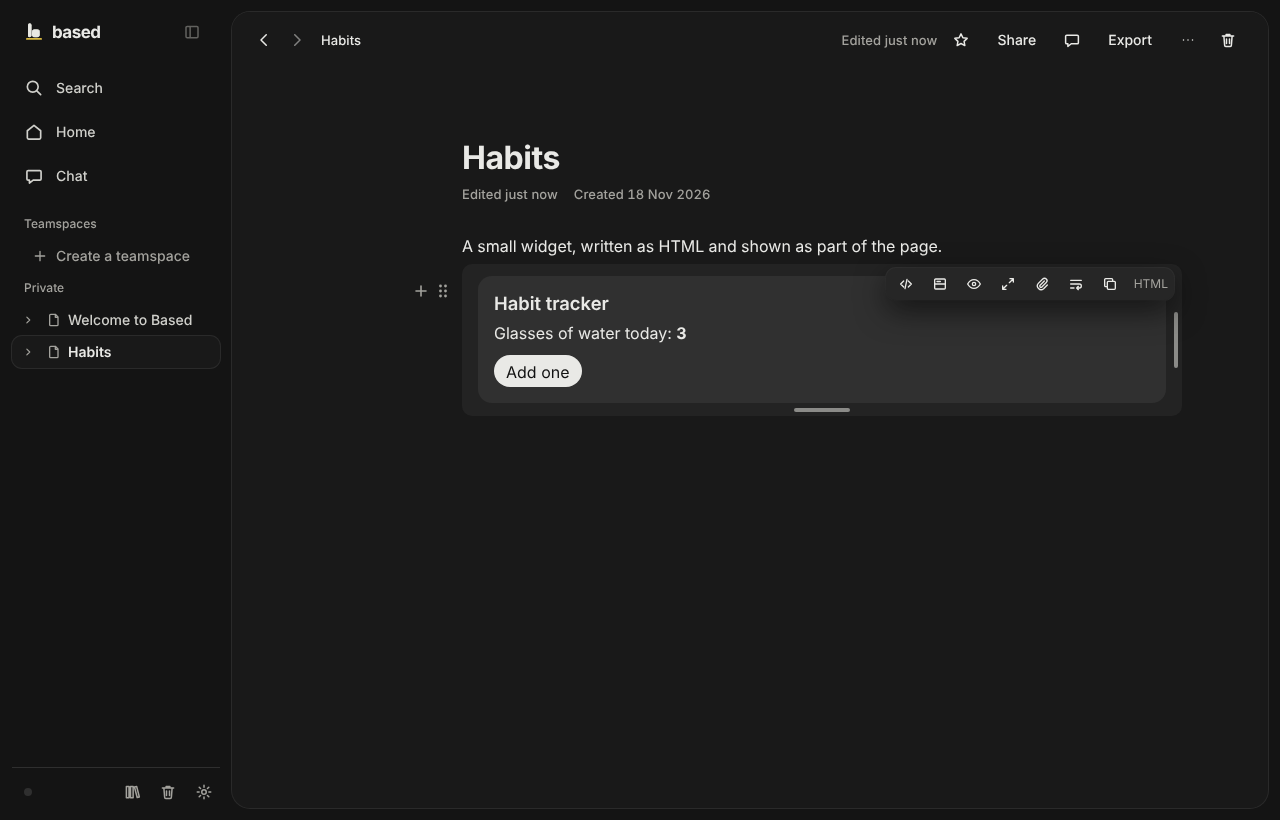 based
Search
Home
Chat
Teamspaces
Create a teamspace
Private
Welcome to Based
Habits
Habits
Edited just now
Share
Export
Habits
Edited just now
Created 18 Nov 2026
A small widget, written as HTML and shown as part of the page.
HTML
Habit tracker
Glasses of water today: 3
Add one